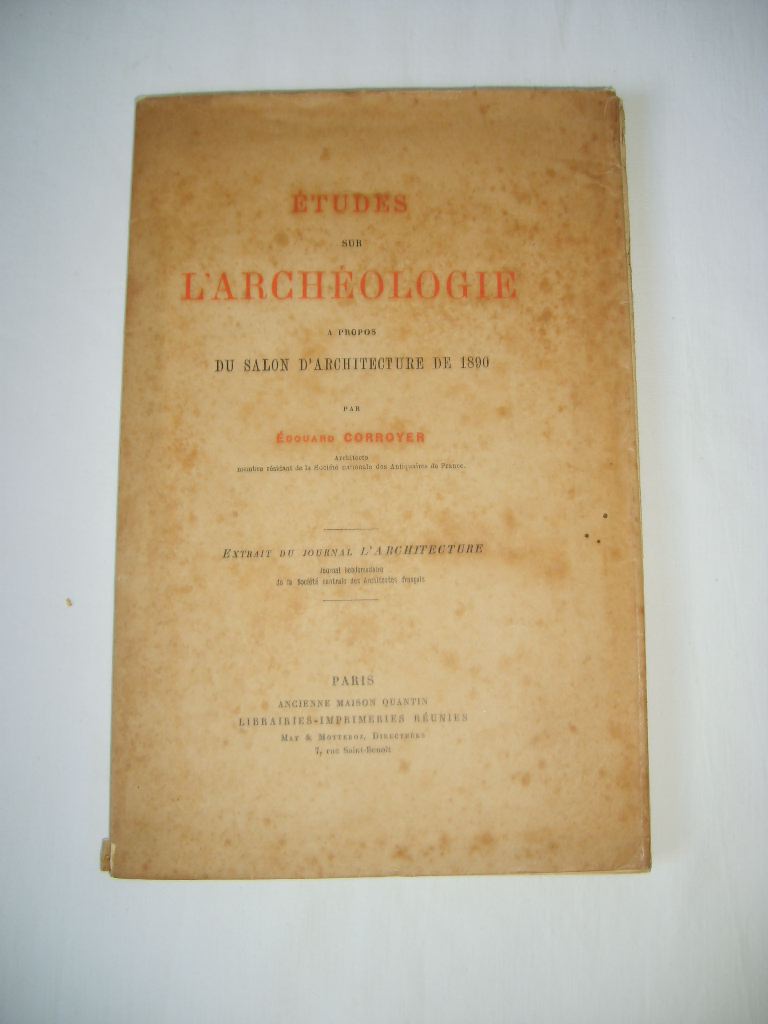 ÉTUDES
SUR
L'ARCHÉOLOGIE
A PROPOS
DU SALON D'ARCHITECTURE DE 1890
PAR
ÉDOUARD CORROYER
Architecte
membre résidant de la Société nationale des Antiquaires de France.
EXTRAIT DU JOURNAL L'ARCHITECTURE
Journal hebdomadaire
de la Société centrale des Architectes français
PARIS
ANCIENNE MAISON QUANTIN
LIBRAIRIES-IMPRIMERIES RÉUNIES
MAY & MOTTEROZ, DIRECTEURS
7, rue Saint-Benoît